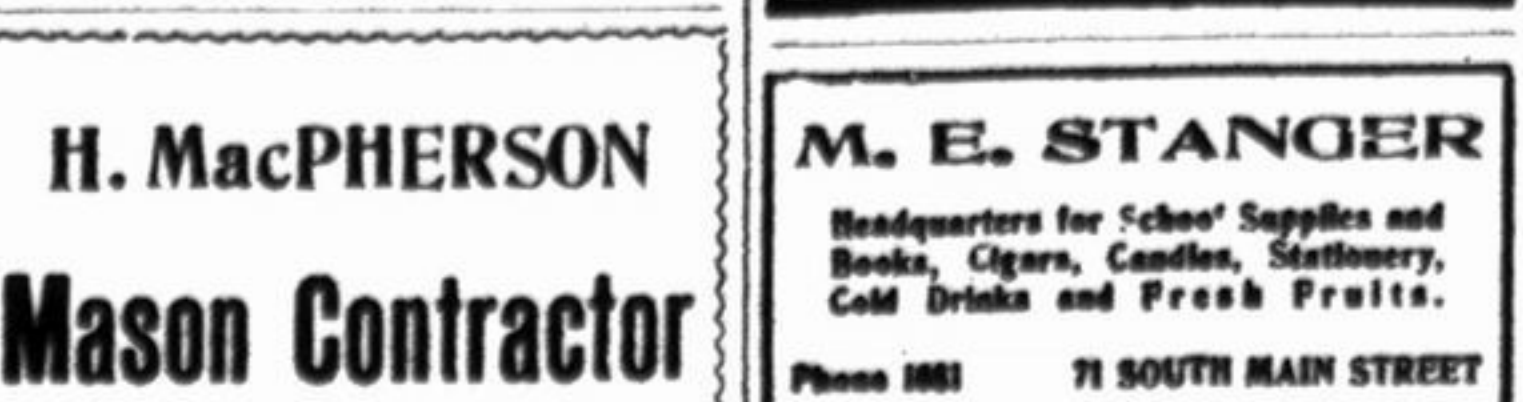 H. MacPHERSON
Mason Contractor
M. E. STANGER
Headquarters for School Supplies and
Books, Cigars, Candies, Stationery,
Cold Drinks and Fresh Fruits.
Phone
71 SOUTH MAIN STREET